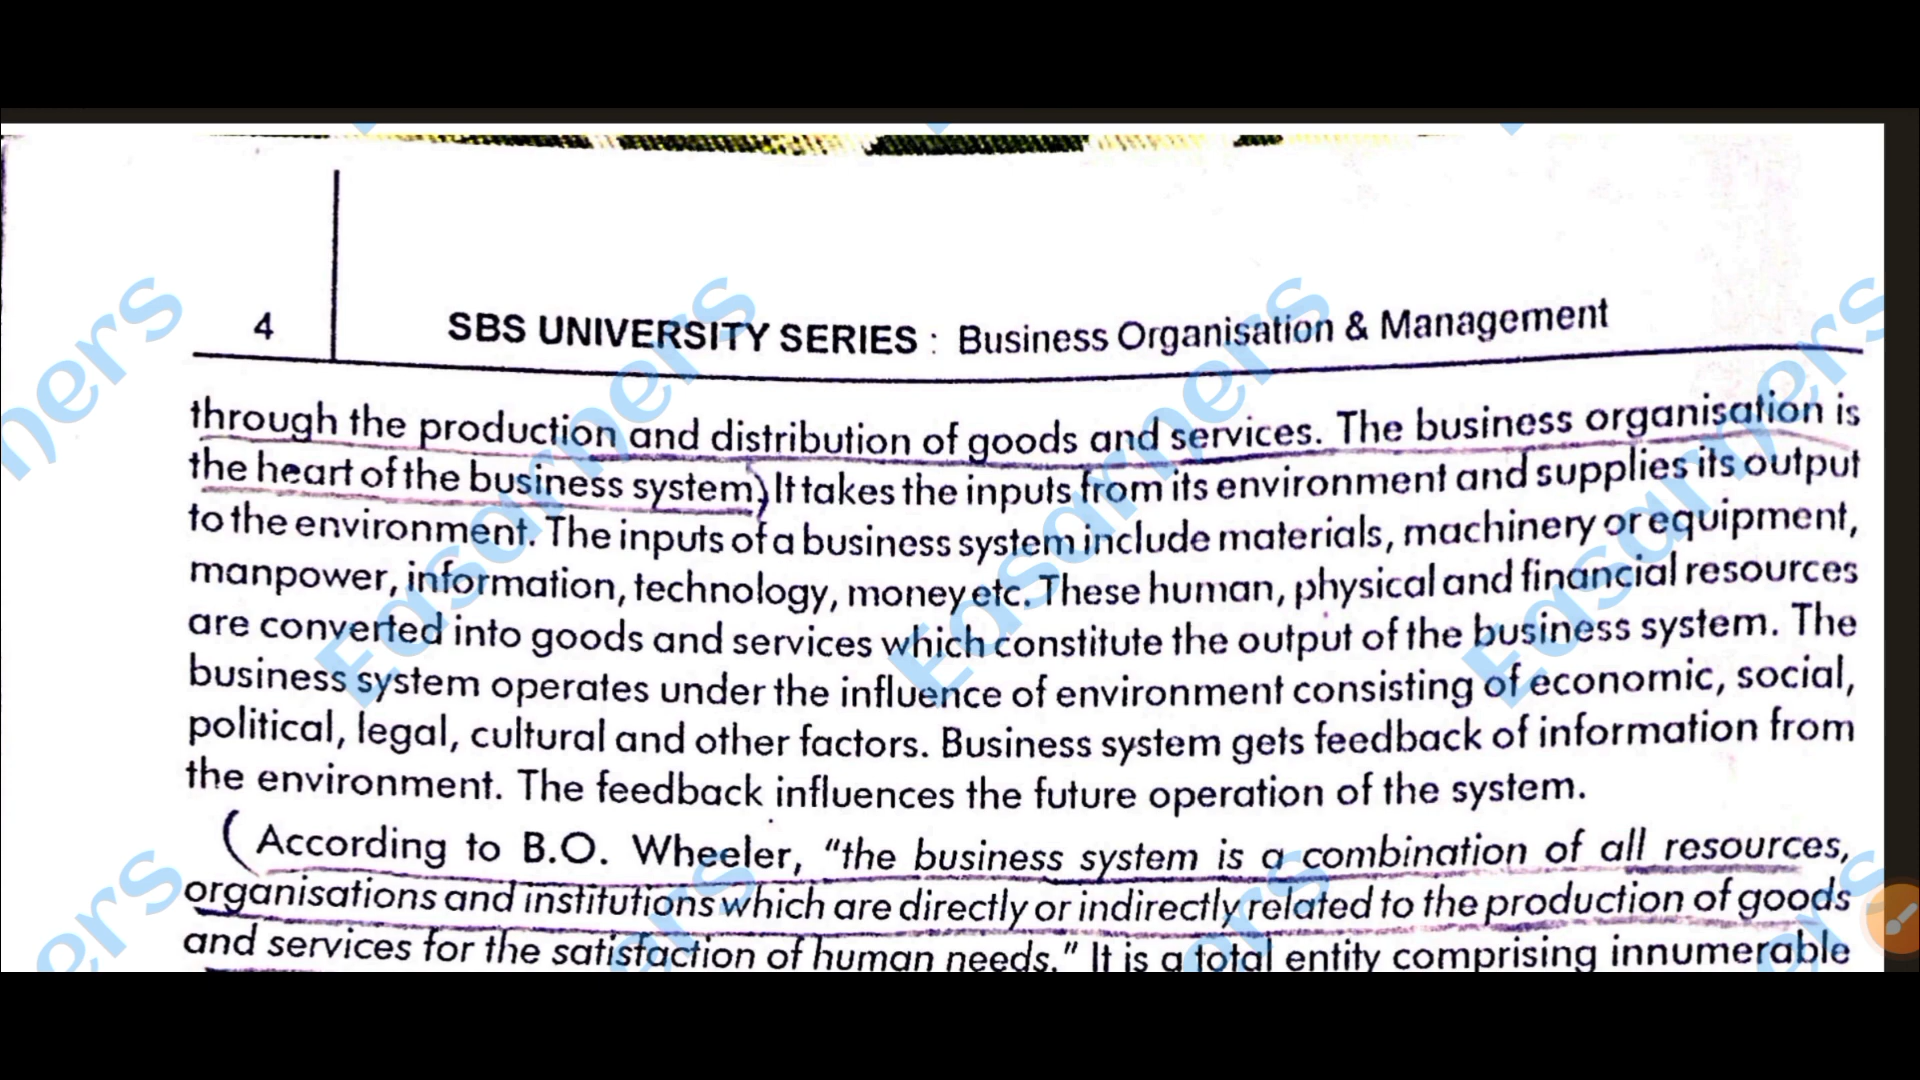 4
SBS UNIVERSITY SERIES : Business Organisation & Management
through the production and distribution of goods and services. The business organisation is
the heart of the business system) It takes the inputs from its environment and supplies its output
to the environment. The inputs of a business system include materials, machinery or equipment,
manpower, information, technology, money etc. These human, physical and financial resources
are converted into goods and services which constitute the output of the business system. The
business system operates under the influence of environment consisting of economic, social,
political, legal, cultural and other factors. Business system gets feedback of information from
the environment. The feedback influences the future operation of the system.
(According to B.O. Wheeler, "the business system is a combination of all resources,
organisations and institutions which are directly or indirectly related to the production of goods
and services for the satisfaction of human needs." It is a total entity comprising innumerable